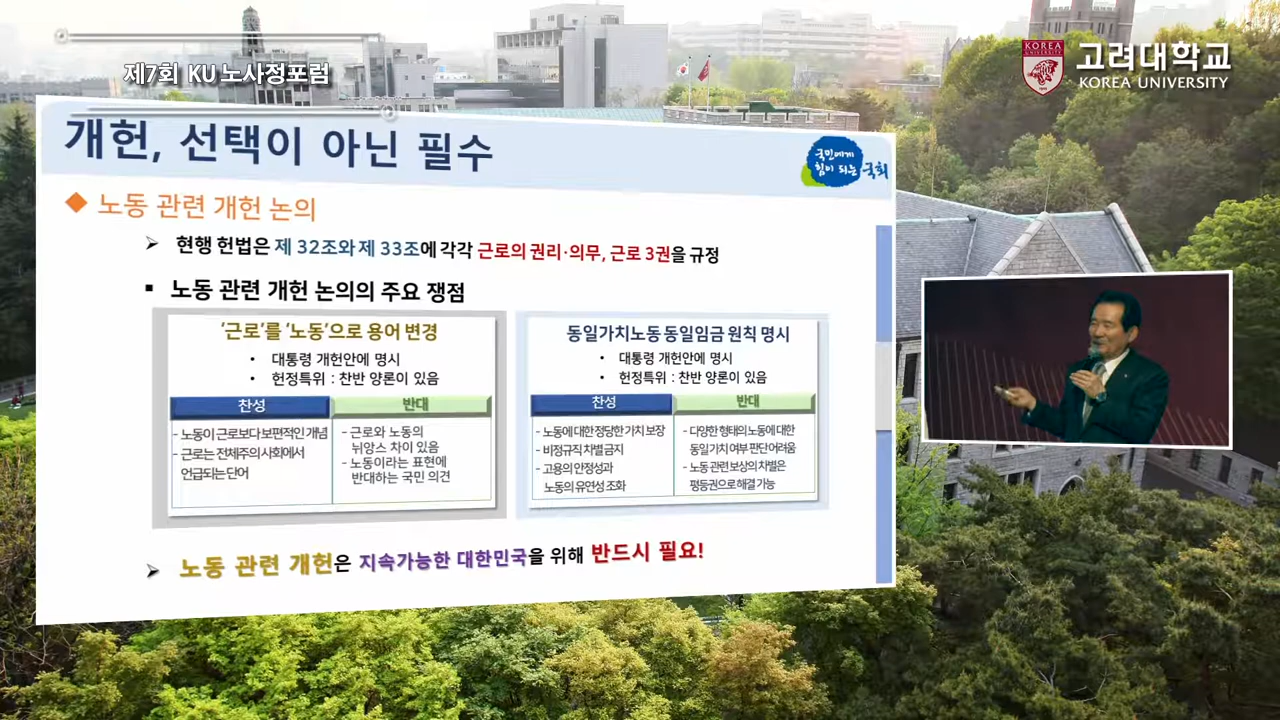 제7회 KU 노사정포럼
KOREA
UNIVERSITY
고려대학교
KOREA UNIVERSITY
개헌, 선택이 아닌 필수
국민에게
힘이 되는 국회
노동 관련 개헌 논의
현행 헌법은 제 32조와 제 33조에 각각 근로의 권리·의무, 근로 3권을 규정
노동 관련 개헌 논의의 주요 쟁점
‘근로’를 ‘노동’으로 용어 변경
• 대통령 개헌안에 명시
• 헌정특위 : 찬반 양론이 있음
찬성
반대
- 노동이 근로보다 보편적인 개념
- 근로는 전체주의 사회에서
언급되는 단어
- 근로와 노동의
뉘앙스 차이 있음
- 노동이라는 표현에
반대하는 국민 의견
동일가치노동 동일임금 원칙 명시
• 대통령 개헌안에 명시
• 헌정특위 : 찬반 양론이 있음
찬성
반대
- 노동에 대한 정당한 가치 보장
- 비정규직 차별 금지
- 고용의 안정성과
노동의 유연성 조화
- 다양한 형태의 노동에 대한
동일 가치 여부 판단 어려움
- 노동 관련 보상의 차별은
평등권으로 해결 가능
노동 관련 개헌은 지속가능한 대한민국을 위해 반드시 필요!